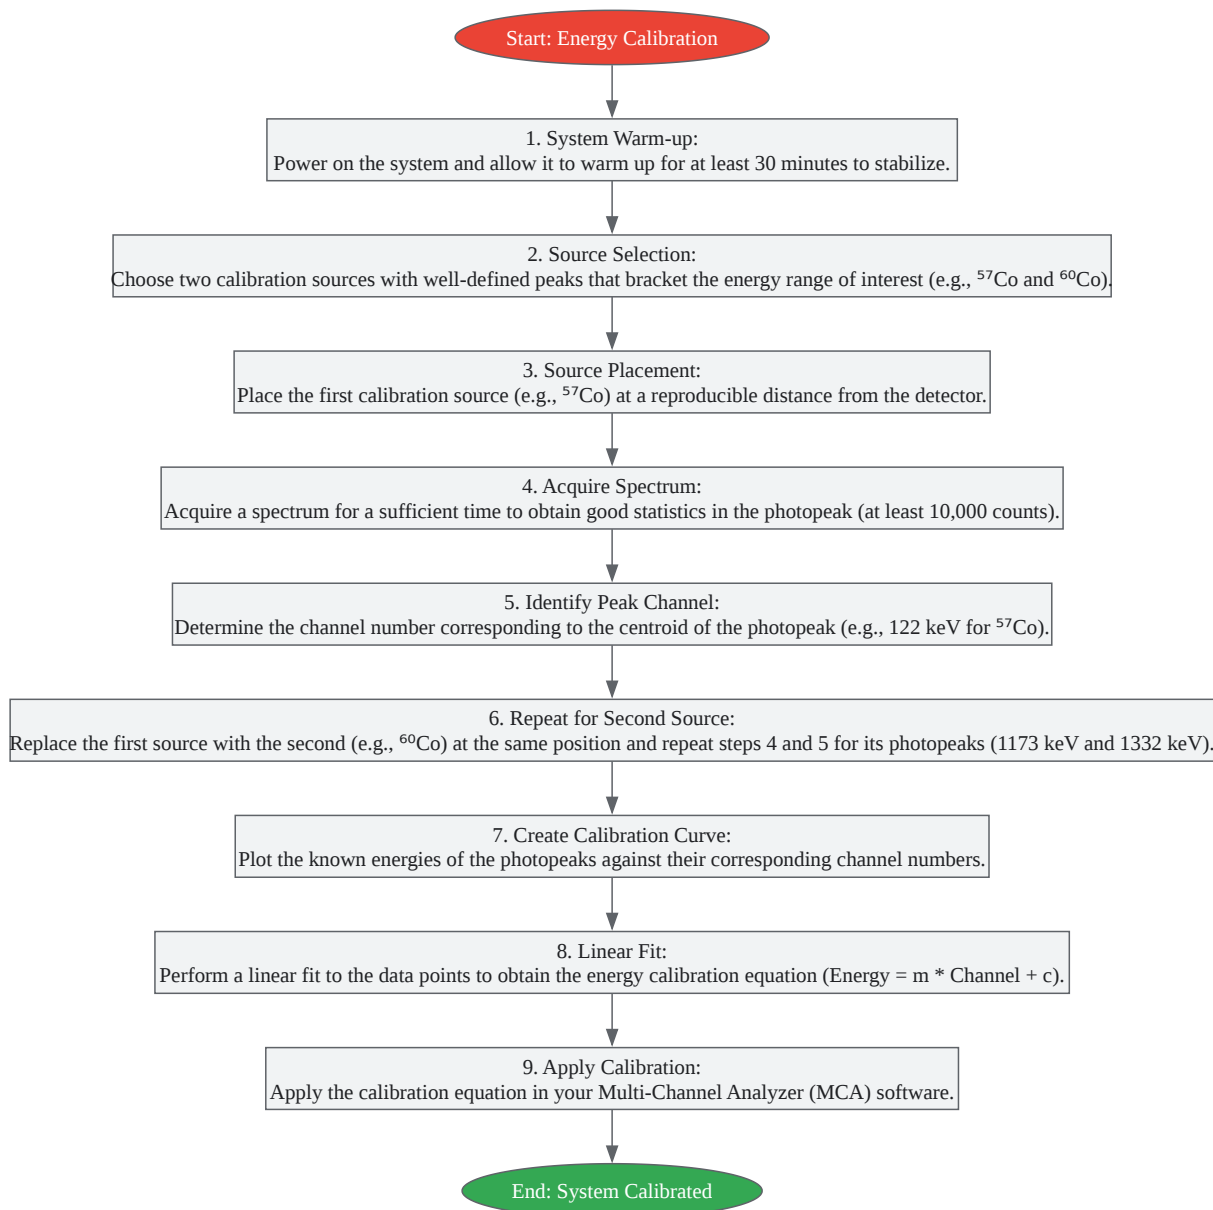 Start: Energy Calibration
1. System Warm-up:
Power on the system and allow it to warm up for at least 30 minutes to stabilize.
2. Source Selection:
Choose two calibration sources with well-defined peaks that bracket the energy range of interest (e.g., ⁵⁷Co and ⁶⁰Co).
3. Source Placement:
Place the first calibration source (e.g., ⁵⁷Co) at a reproducible distance from the detector.
4. Acquire Spectrum:
Acquire a spectrum for a sufficient time to obtain good statistics in the photopeak (at least 10,000 counts).
5. Identify Peak Channel:
Determine the channel number corresponding to the centroid of the photopeak (e.g., 122 keV for ⁵⁷Co).
6. Repeat for Second Source:
Replace the first source with the second (e.g., ⁶⁰Co) at the same position and repeat steps 4 and 5 for its photopeaks (1173 keV and 1332 keV).
7. Create Calibration Curve:
Plot the known energies of the photopeaks against their corresponding channel numbers.
8. Linear Fit:
Perform a linear fit to the data points to obtain the energy calibration equation (Energy = m * Channel + c).
9. Apply Calibration:
Apply the calibration equation in your Multi-Channel Analyzer (MCA) software.
End: System Calibrated